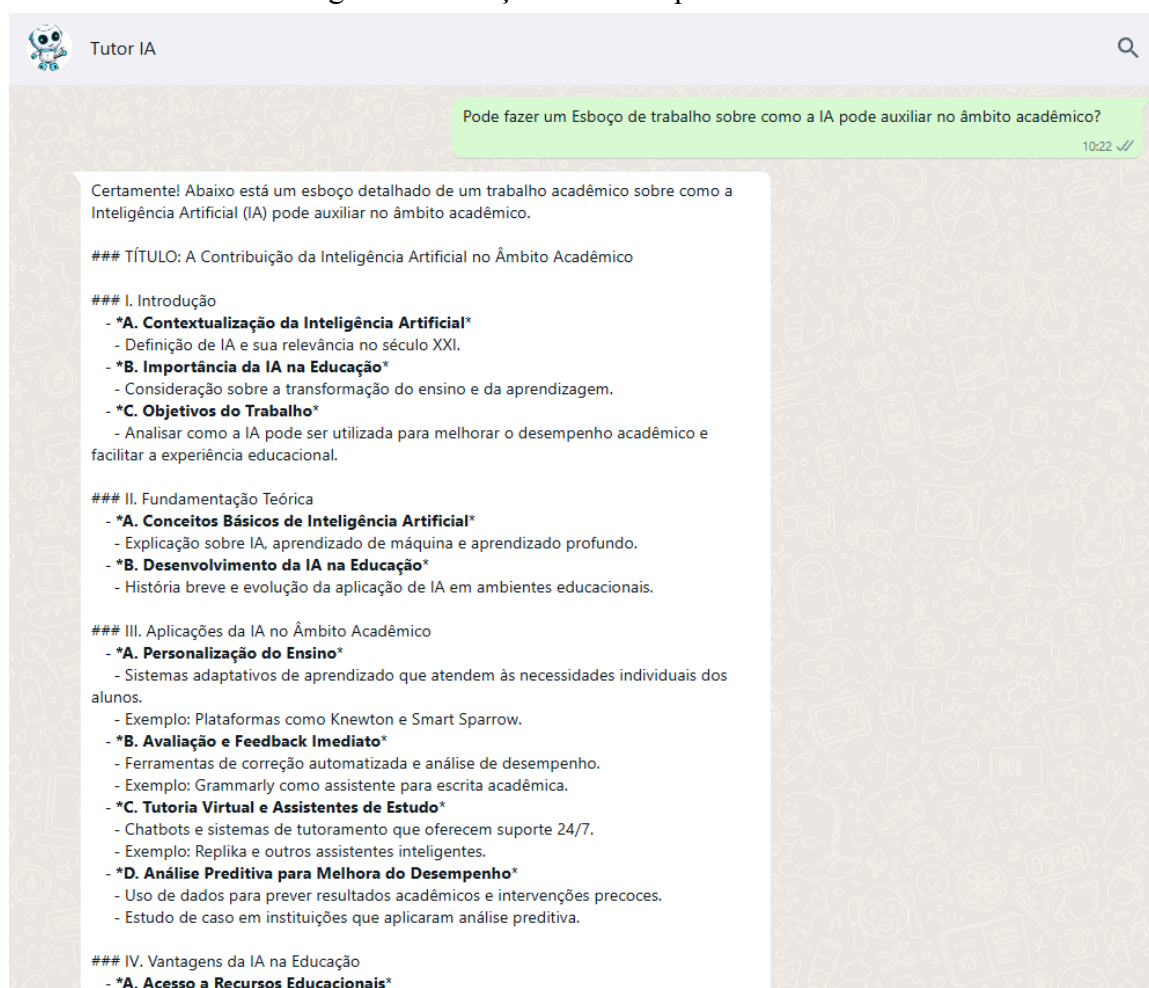 Tutor IA
Pode fazer um Esboço de trabalho sobre como a IA pode auxiliar no âmbito acadêmico?
10:22
Certamente! Abaixo está um esboço detalhado de um trabalho acadêmico sobre como a
Inteligência Artificial (IA) pode auxiliar no âmbito acadêmico.
### TÍTULO: A Contribuição da Inteligência Artificial no Âmbito Acadêmico
### I. Introdução
- *A. Contextualização da Inteligência Artificial*
- Definição de IA e sua relevância no século XXI.
- *B. Importância da IA na Educação*
- Consideração sobre a transformação do ensino e da aprendizagem.
- *C. Objetivos do Trabalho*
- Analisar como a IA pode ser utilizada para melhorar o desempenho acadêmico e
facilitar a experiência educacional.
### II. Fundamentação Teórica
- *A. Conceitos Básicos de Inteligência Artificial*
- Explicação sobre IA, aprendizado de máquina e aprendizado profundo.
- *B. Desenvolvimento da IA na Educação*
- História breve e evolução da aplicação de IA em ambientes educacionais.
### III. Aplicações da IA no Âmbito Acadêmico
- *A. Personalização do Ensino*
- Sistemas adaptativos de aprendizado que atendem às necessidades individuais dos
alunos.
- Exemplo: Plataformas como Knewton e Smart Sparrow.
- *B. Avaliação e Feedback Imediato*
- Ferramentas de correção automatizada e análise de desempenho.
- Exemplo: Grammarly como assistente para escrita acadêmica.
- *C. Tutoria Virtual e Assistentes de Estudo*
- Chatbots e sistemas de tutoramento que oferecem suporte 24/7.
- Exemplo: Replika e outros assistentes inteligentes.
- *D. Análise Preditiva para Melhora do Desempenho*
- Uso de dados para prever resultados acadêmicos e intervenções precoces.
- Estudo de caso em instituições que aplicaram análise preditiva.
### IV. Vantagens da IA na Educação
- *A. Acesso a Recursos Educacionais*